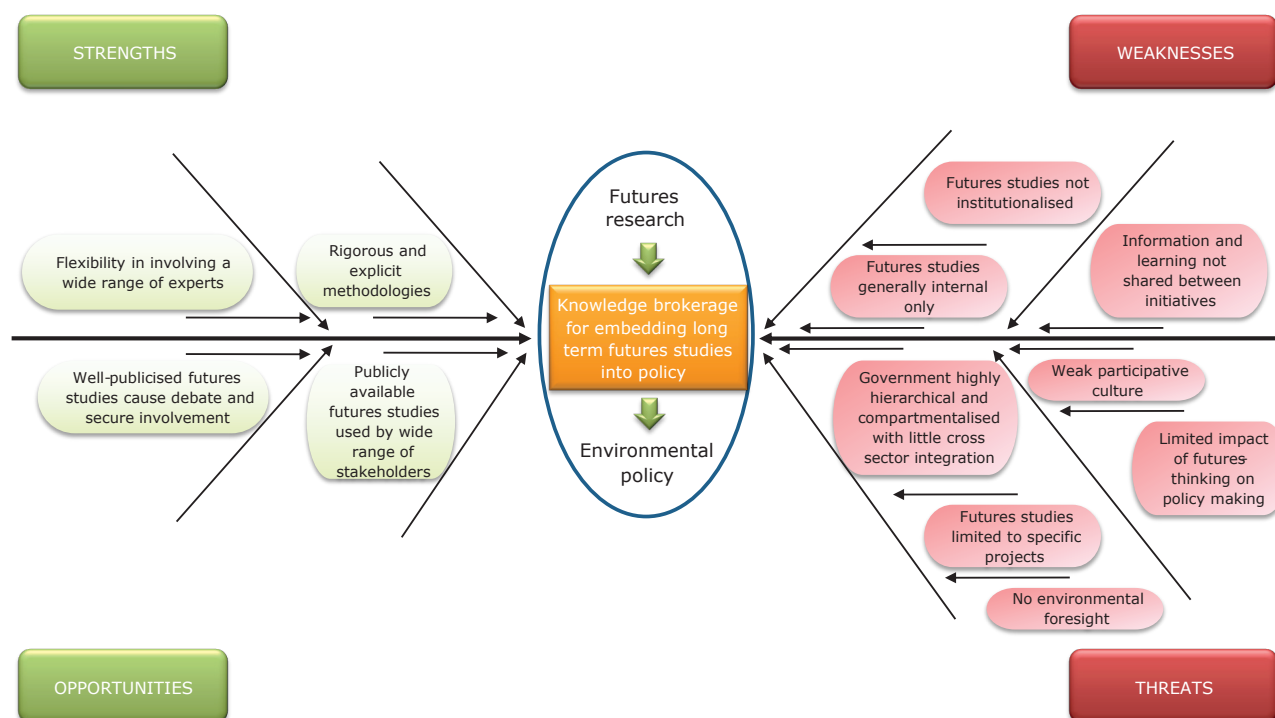 STRENGTHS
WEAKNESSES
Flexibility in involving a
wide range of experts
Rigorous and
explicit
methodologies
Well-publicised futures
studies cause debate and
secure involvement
Publicly
available
futures studies
used by wide
range of
stakeholders
Futures
research
Knowledge brokerage
for embedding long
term futures studies
into policy
Environmental
policy
Futures studies not
institutionalised
Futures studies
generally internal
only
Information and
learning not
shared between
initiatives
Government highly
hierarchical and
compartmentalised
with little cross
sector integration
Weak participative
culture
Limited impact
of futures-
thinking on
policy making
Futures studies
limited to specific
projects
No environmental
foresight
OPPORTUNITIES
THREATS